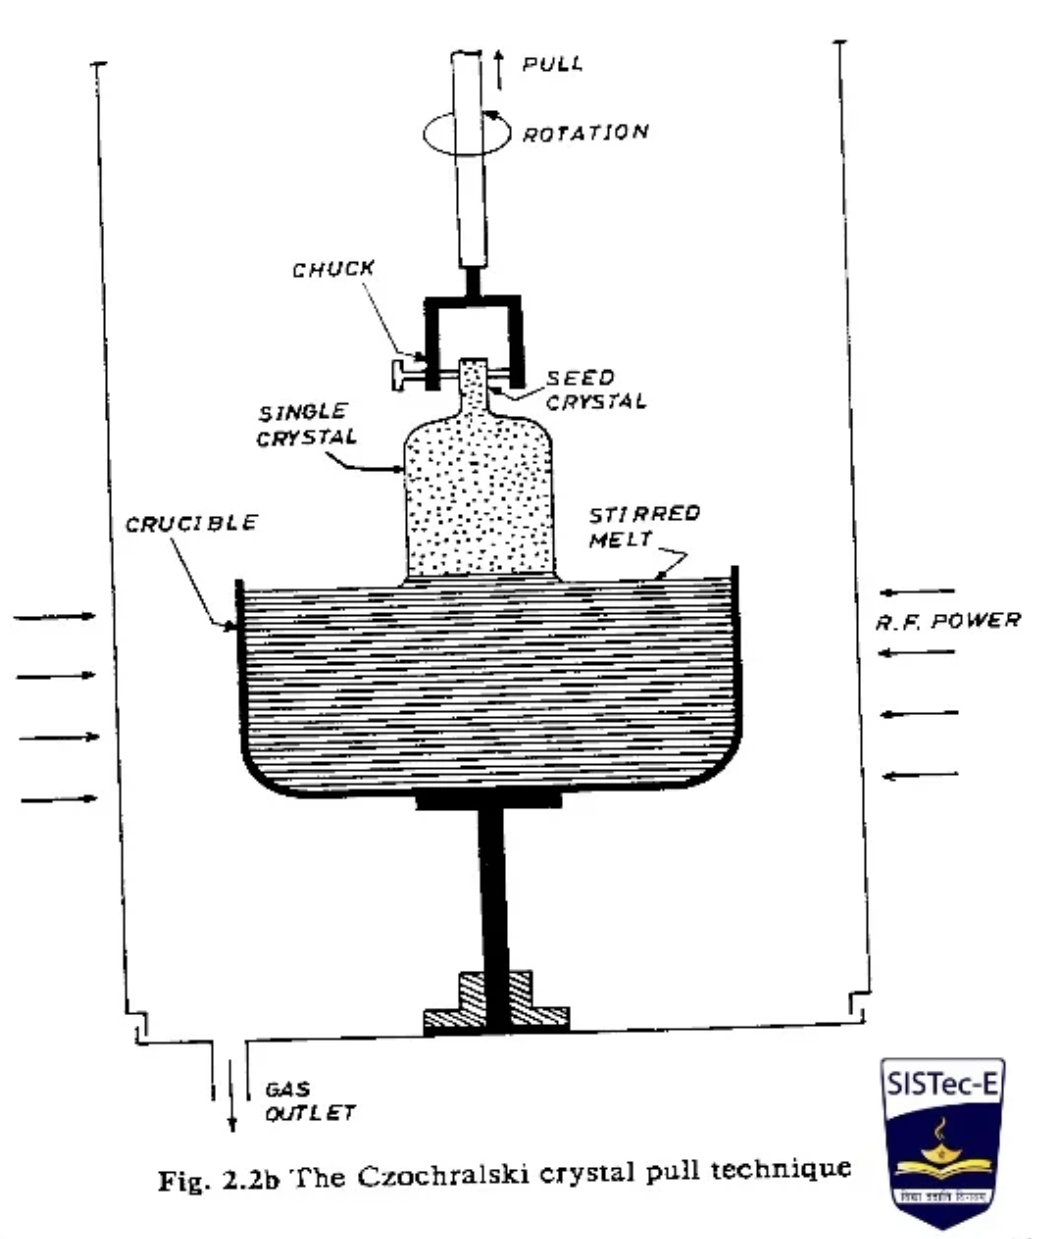 PULL
ROTATION
CHUCK
SEED
CRYSTAL
SINGLE
CRYSTAL
CRUCIBLE
STIRRED
MELT
R.F. POWER
GAS
OUTLET
Fig. 2.2b The Czochralski crystal pull technique
SISTec-E